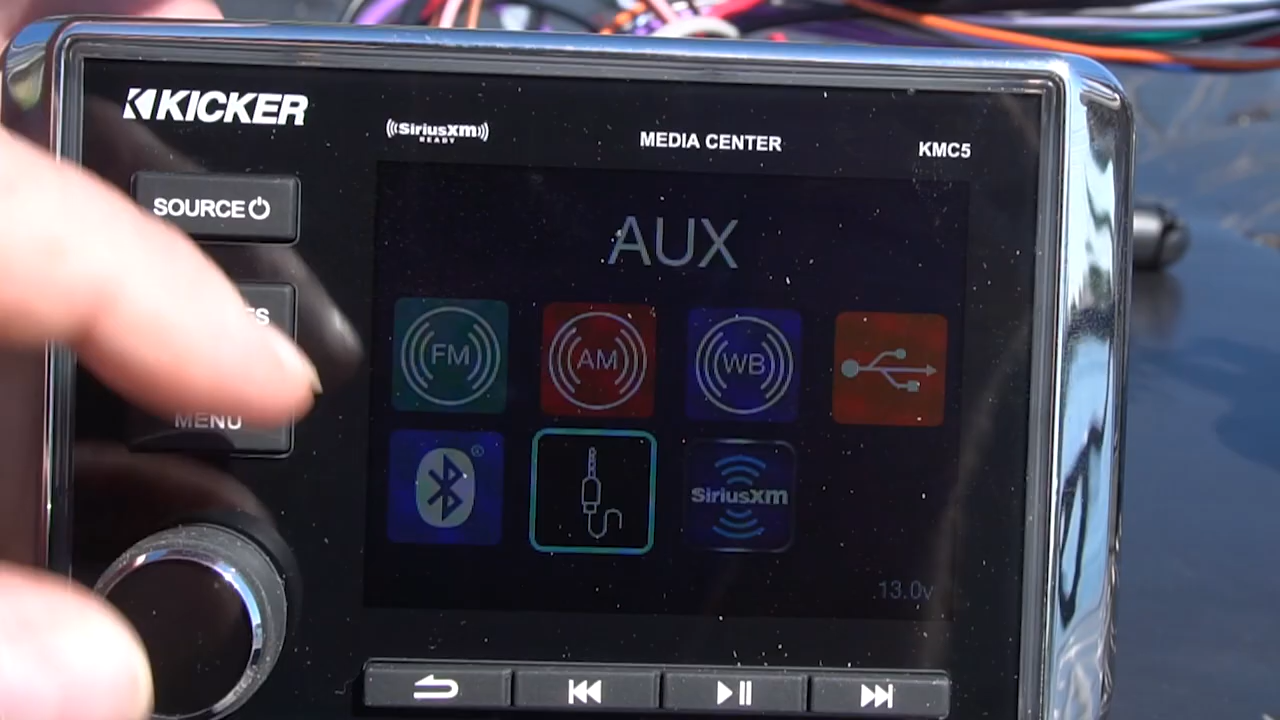 KICKER
SiriusXM
READY
MEDIA CENTER
KMC5
SOURCE
AUX
FM
AM
WB
MENU
®
SiriusXM
13.0v